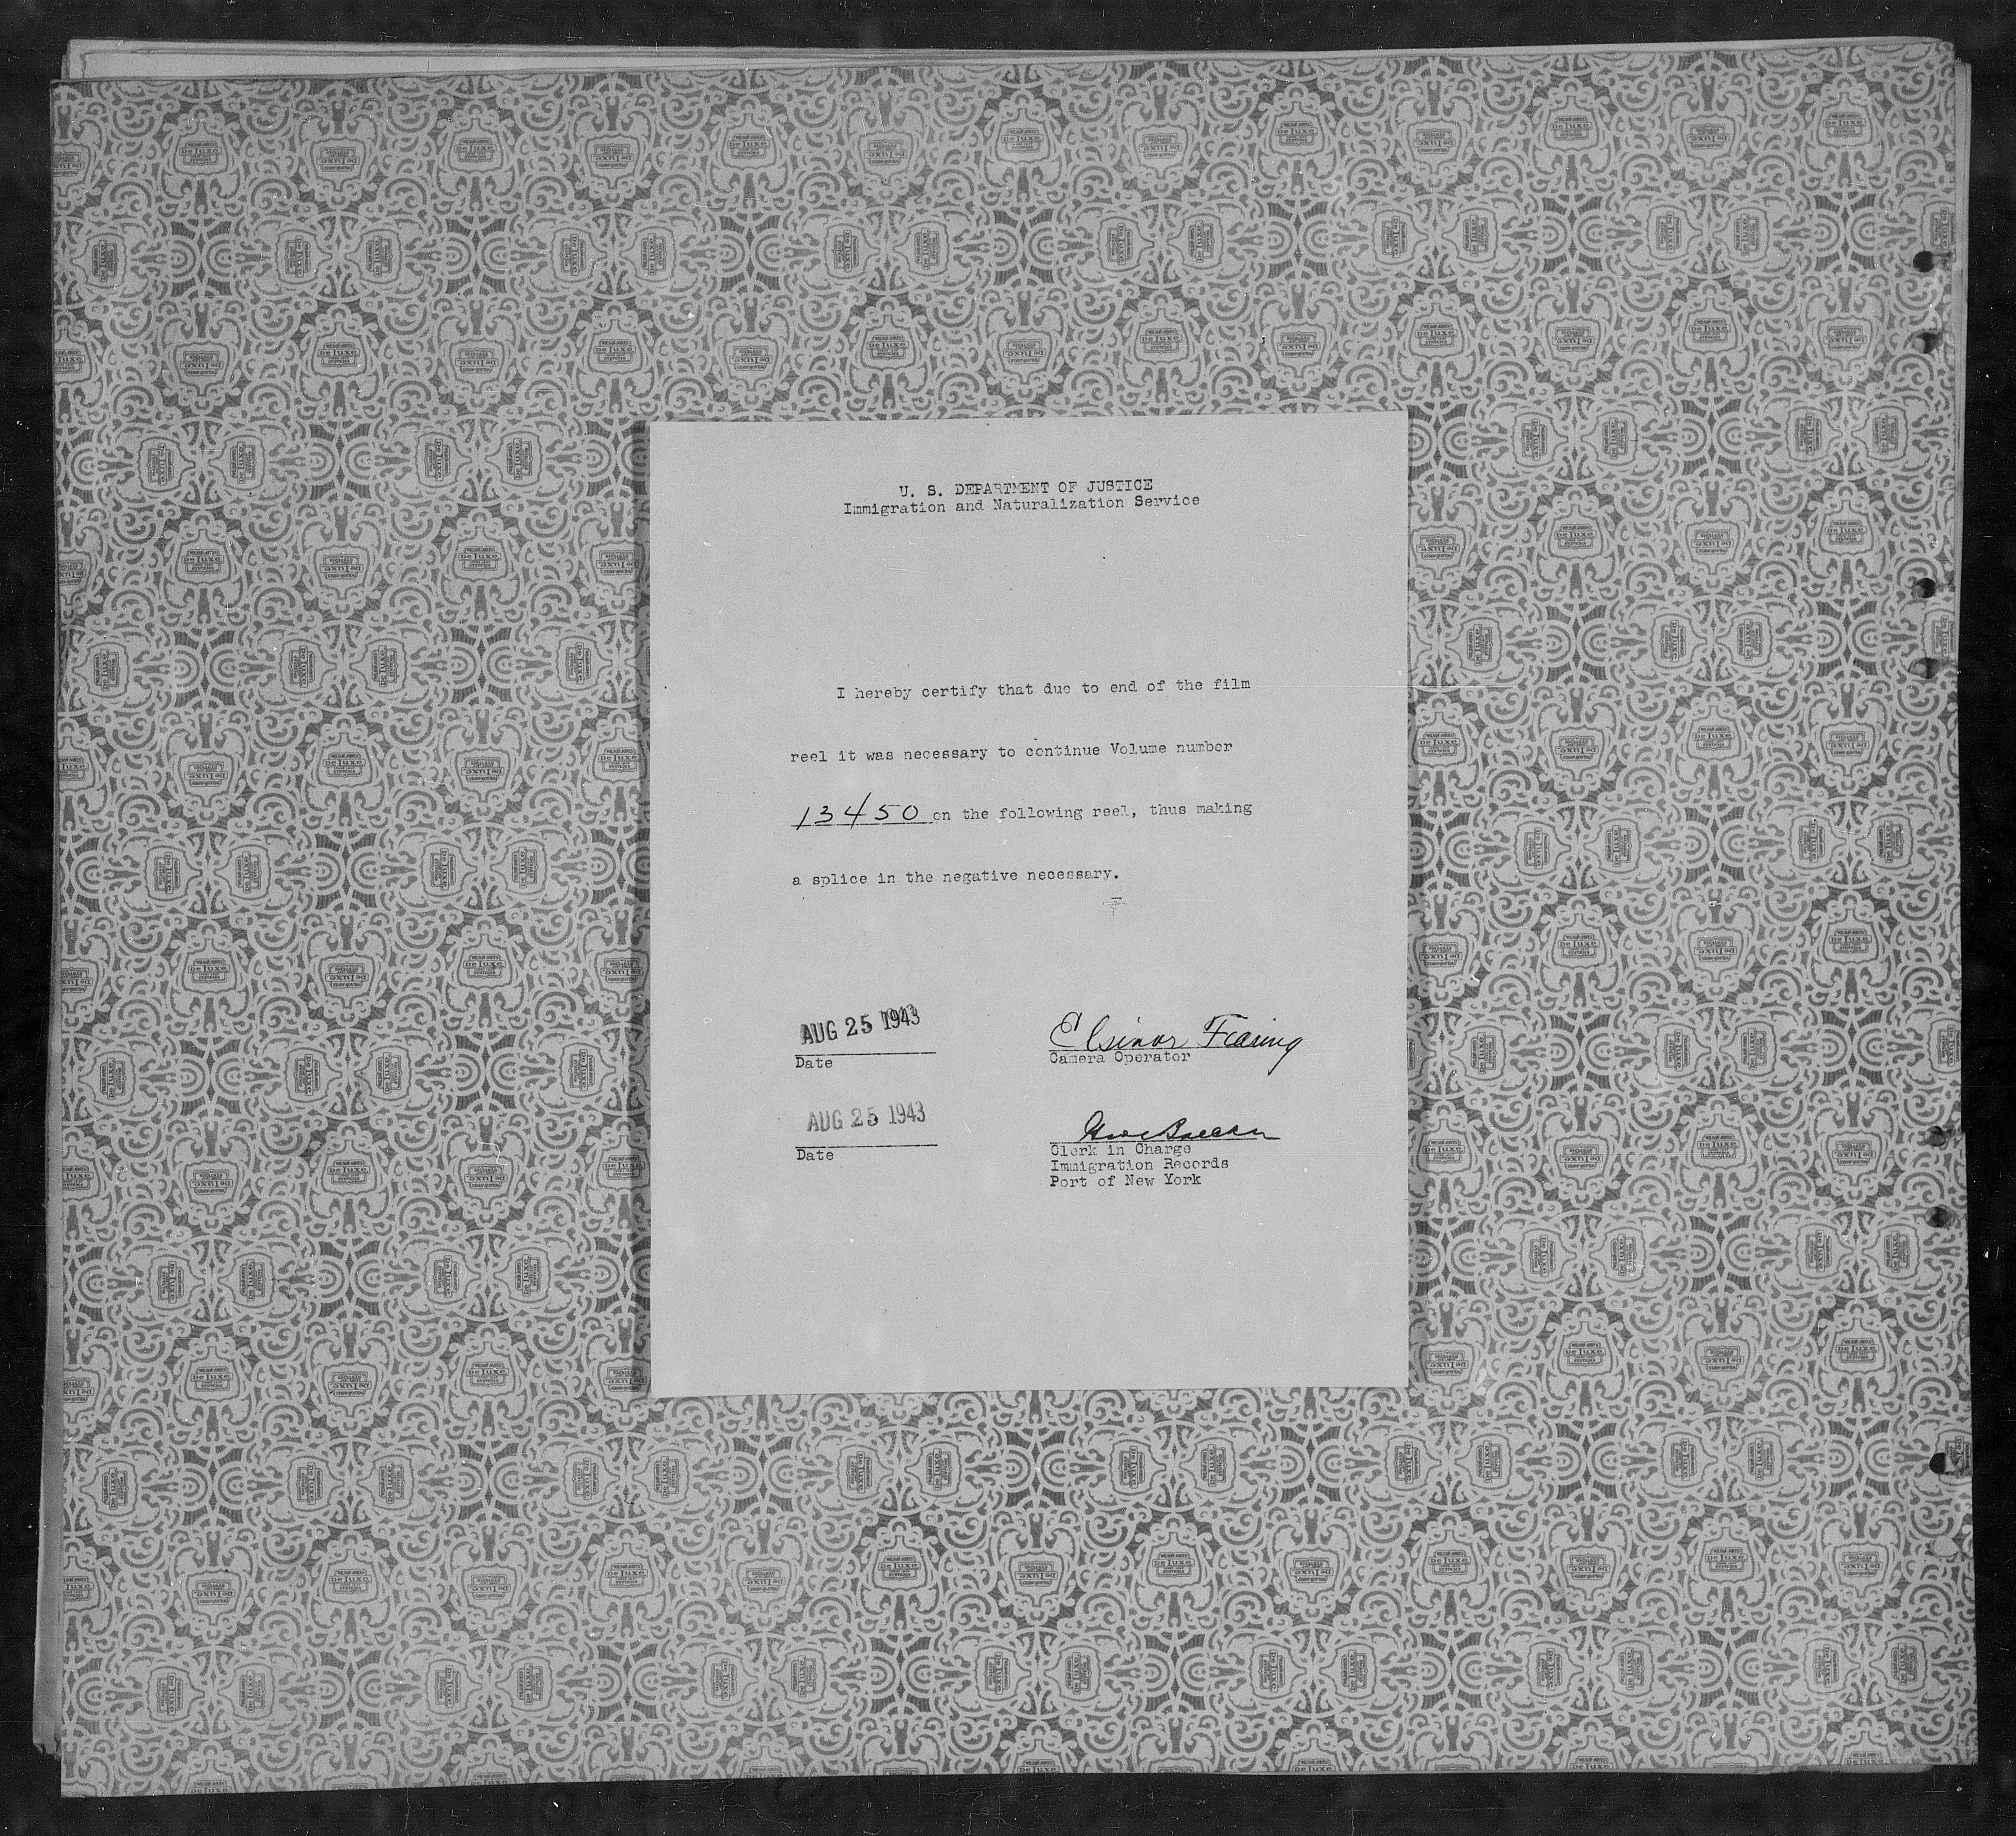 U. S. DEPARTMENT OF JUSTICE
Immigration and Naturalization Service
I hereby certify that due to end of the film
reel it was necessary to continue Volume number
13450 on the following reel, thus making
a splice in the negative necessary.
AUG 25 1943
Date
Elsinor Fearing
Camera Operator
AUG 25 1943
Date
Clerk in Charge
Immigration Records
Port of New York